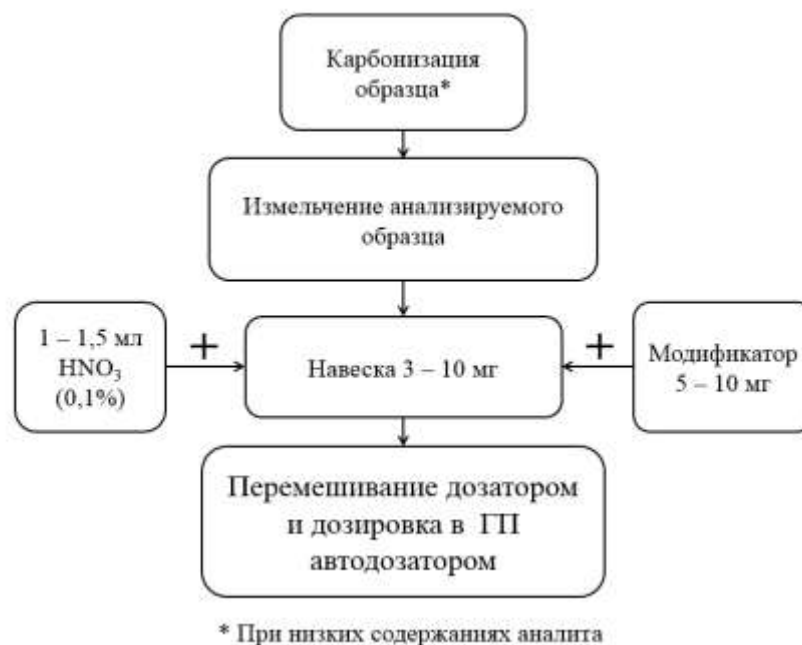 Карбонизация
образца*
Измельчение анализируемого
образца
1 – 1,5 мл
HNO₃
(0,1%)
+
Навеска 3 – 10 мг
+
Модификатор
5 – 10 мг
Перемешивание дозатором
и дозировка в ГП
автодозатором
* При низких содержаниях аналита